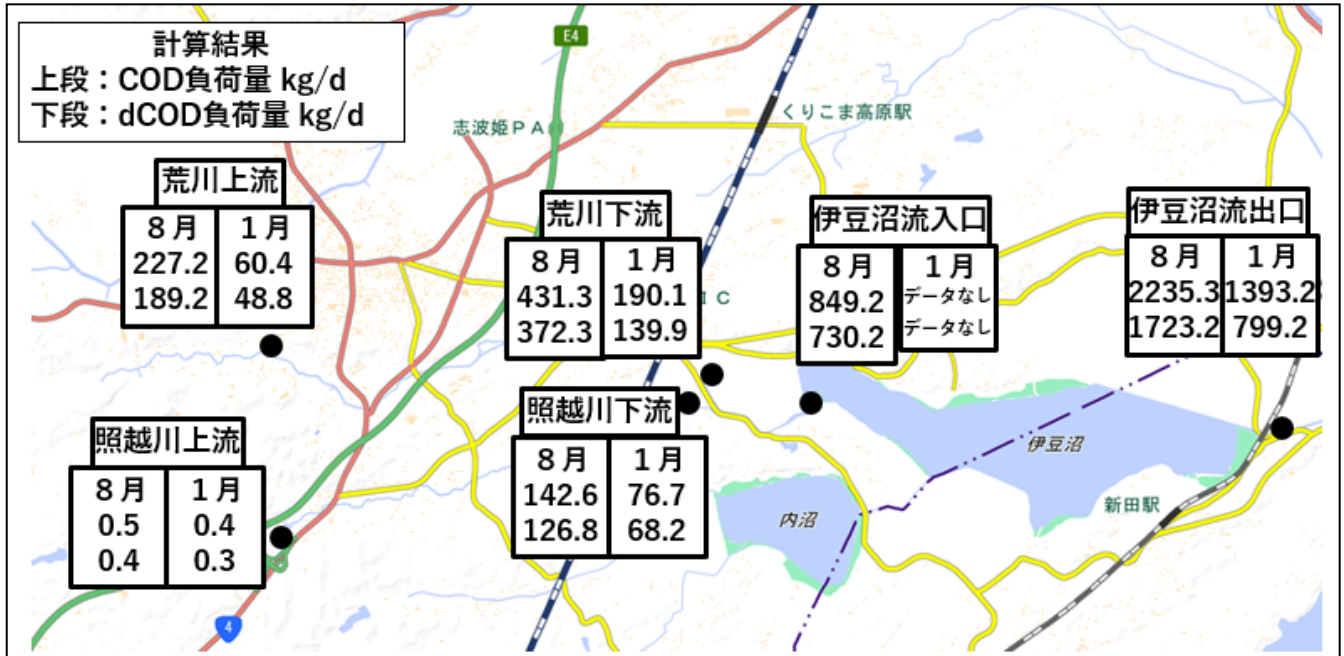 計算結果
上段：COD負荷量 kg/d
下段：dCOD負荷量 kg/d
E4
志波姫ＰＡ
くりこま高原駅
荒川上流
8月 1月
227.2 60.4
189.2 48.8
荒川下流
8月 1月
431.3 190.1
372.3 139.9
ＩＣ
伊豆沼流入口
8月 1月
849.2 データなし
730.2 データなし
伊豆沼流出口
8月 1月
2235.3 1393.2
1723.2 799.2
照越川上流
8月 1月
0.5 0.4
0.4 0.3
照越川下流
8月 1月
142.6 76.7
126.8 68.2
伊豆沼
内沼
新田駅
4